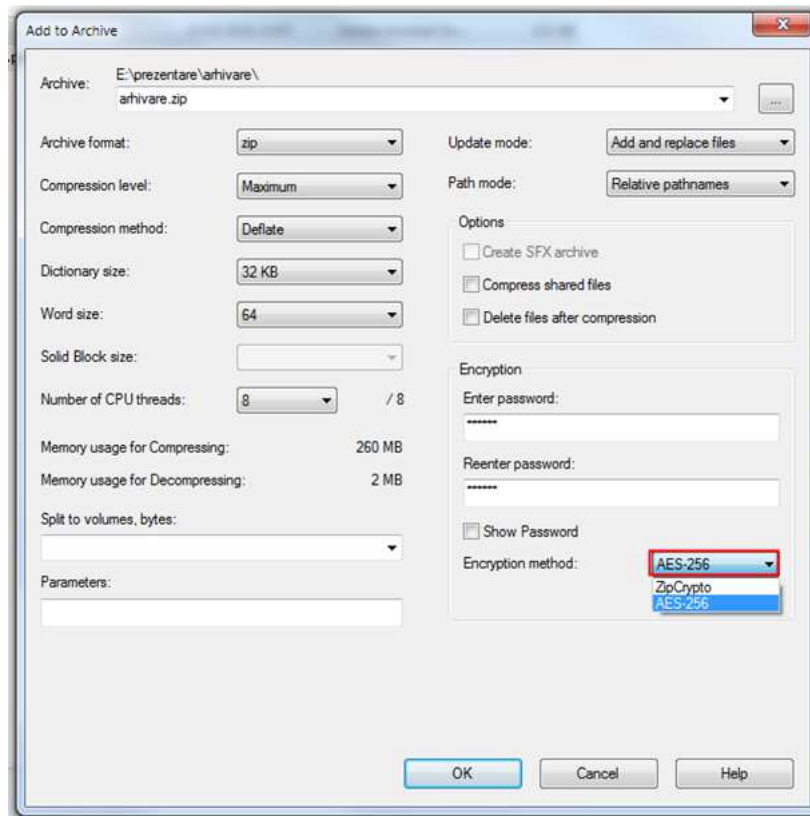 Add to Archive
Archive:
E:\prezentare\arhivare\
arhivare.zip
...
Archive format:
zip
Compression level:
Maximum
Compression method:
Deflate
Dictionary size:
32 KB
Word size:
64
Solid Block size:
Number of CPU threads:
8
/ 8
Memory usage for Compressing:
260 MB
Memory usage for Decompressing:
2 MB
Split to volumes, bytes:
Parameters:
Update mode:
Add and replace files
Path mode:
Relative pathnames
Options
Create SFX archive
Compress shared files
Delete files after compression
Encryption
Enter password:
******
Reenter password:
******
Show Password
Encryption method:
AES-256
ZipCrypto
AES-256
OK
Cancel
Help